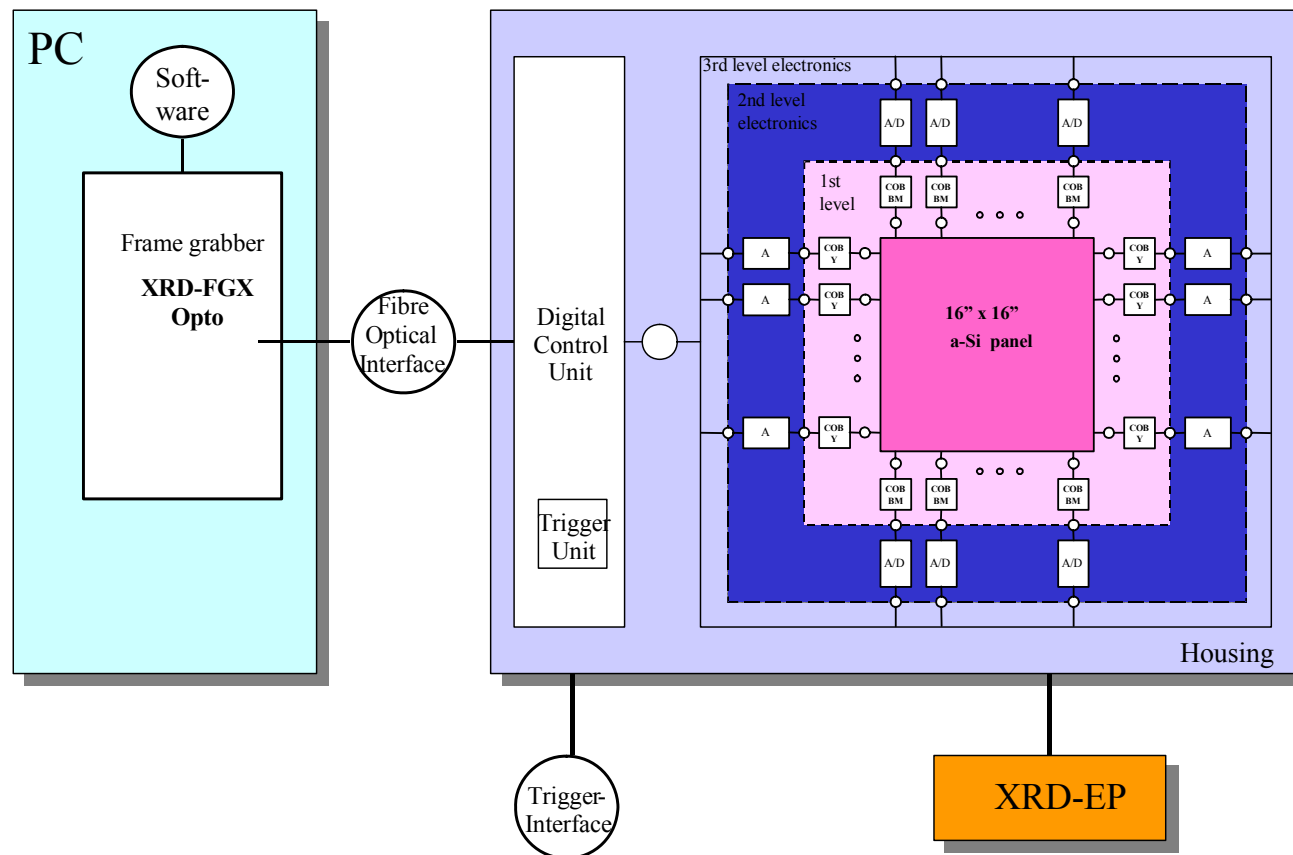 PC
Soft-
ware
Frame grabber
XRD-FGX
Opto
Fibre
Optical
Interface
Digital
Control
Unit
Trigger
Unit
3rd level electronics
2nd level
electronics
1st
level
A/D
A/D
A/D
COB
BM
COB
BM
COB
BM
A
COB
Y
COB
Y
A
A
COB
Y
COB
Y
A
16” x 16”
a-Si panel
A
COB
Y
COB
Y
A
COB
BM
COB
BM
COB
BM
A/D
A/D
A/D
Housing
Trigger-
Interface
XRD-EP